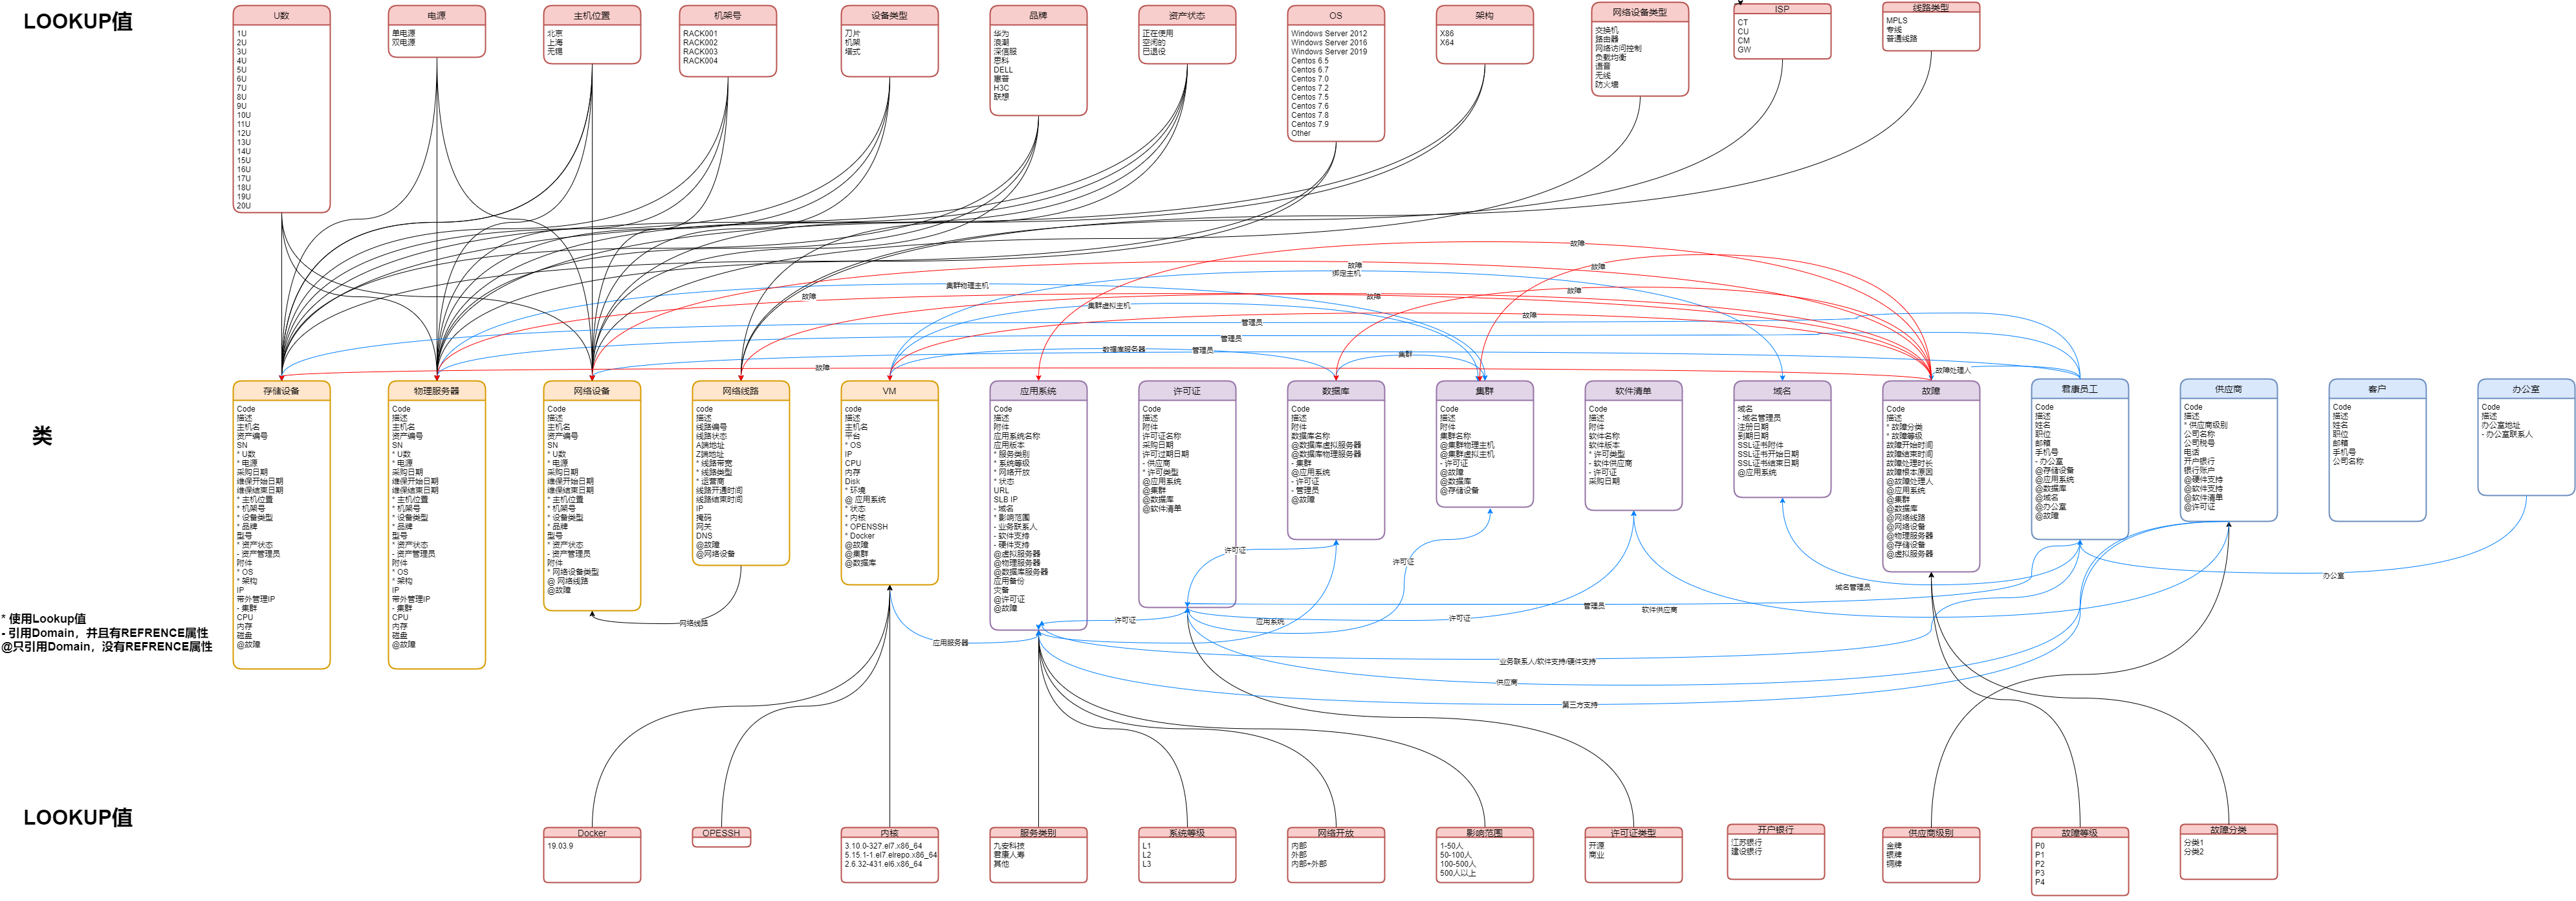 LOOKUP值
U数
1U
2U
3U
4U
5U
6U
7U
8U
9U
10U
11U
12U
13U
14U
15U
16U
17U
18U
19U
20U
电源
单电源
双电源
主机位置
北京
上海
无锡
机架号
RACK001
RACK002
RACK003
RACK004
设备类型
刀片
机架
塔式
品牌
华为
浪潮
深信服
思科
DELL
惠普
H3C
联想
资产状态
正在使用
空闲的
已退役
OS
Windows Server 2012
Windows Server 2016
Windows Server 2019
Centos 6.5
Centos 6.7
Centos 7.0
Centos 7.2
Centos 7.5
Centos 7.6
Centos 7.8
Centos 7.9
Other
架构
X86
X64
网络设备类型
交换机
路由器
网络访问控制
负载均衡
语音
无线
防火墙
ISP
CT
CU
CM
GW
线路类型
MPLS
专线
普通线路
故障
故障
故障
绑定主机
集群物理主机
故障
故障
故障
集群虚拟主机
故障
管理员
管理员
数据库服务器
管理员
集群
故障
故障处理人
类
存储设备
Code
描述
主机名
资产编号
SN
* U数
* 电源
采购日期
维保开始日期
维保结束日期
* 主机位置
* 机架号
* 设备类型
* 品牌
型号
* 资产状态
- 资产管理员
附件
* OS
* 架构
IP
带外管理IP
- 集群
CPU
内存
磁盘
@故障
物理服务器
Code
描述
主机名
资产编号
SN
* U数
* 电源
采购日期
维保开始日期
维保结束日期
* 主机位置
* 机架号
* 设备类型
* 品牌
型号
* 资产状态
- 资产管理员
附件
* OS
* 架构
IP
带外管理IP
- 集群
CPU
内存
磁盘
@故障
网络设备
Code
描述
主机名
资产编号
SN
* U数
* 电源
采购日期
维保开始日期
维保结束日期
* 主机位置
* 机架号
* 设备类型
* 品牌
型号
* 资产状态
- 资产管理员
附件
* 网络设备类型
@ 网络线路
@故障
网络线路
code
描述
线路编号
线路状态
A端地址
Z端地址
* 线路带宽
* 线路类型
* 运营商
线路开通时间
线路结束时间
IP
掩码
网关
DNS
@故障
@网络设备
VM
code
描述
主机名
平台
* OS
IP
CPU
内存
Disk
* 环境
@ 应用系统
* 状态
* 内核
* OPENSSH
* Docker
@故障
@集群
@数据库
应用系统
Code
描述
附件
应用系统名称
应用版本
* 服务类别
* 系统等级
* 网络开放
* 状态
URL
SLB IP
- 域名
* 影响范围
- 业务联系人
- 软件支持
- 硬件支持
@虚拟服务器
@物理服务器
@数据库服务器
应用备份
灾备
@许可证
@故障
许可证
Code
描述
附件
许可证名称
采购日期
许可过期日期
- 供应商
* 许可类型
@应用系统
@集群
@数据库
@软件清单
数据库
Code
描述
附件
数据库名称
@数据库虚拟服务器
@数据库物理服务器
- 集群
@应用系统
- 许可证
- 管理员
@故障
集群
Code
描述
附件
集群名称
@集群物理主机
@集群虚拟主机
- 许可证
@故障
@数据库
@存储设备
软件清单
Code
描述
附件
软件名称
软件版本
* 许可类型
- 软件供应商
- 许可证
采购日期
域名
域名
- 域名管理员
注册日期
到期日期
SSL证书附件
SSL证书开始日期
SSL证书结束日期
@应用系统
故障
Code
描述
* 故障分类
* 故障等级
故障开始时间
故障结束时间
故障处理时长
故障根本原因
@故障处理人
@应用系统
@集群
@数据库
@网络线路
@网络设备
@物理服务器
@存储设备
@虚拟服务器
君康员工
Code
描述
姓名
职位
邮箱
手机号
- 办公室
@存储设备
@应用系统
@数据库
@域名
@办公室
@故障
供应商
Code
描述
* 供应商级别
公司名称
公司税号
电话
开户银行
银行账户
@硬件支持
@软件支持
@软件清单
@许可证
客户
Code
描述
姓名
职位
邮箱
手机号
公司名称
办公室
Code
描述
办公室地址
- 办公室联系人
许可证
许可证
办公室
域名管理员
管理员
软件供应商
* 使用Lookup值
- 引用Domain，并且有REFRENCE属性
@只引用Domain，没有REFRENCE属性
网络线路
许可证
应用系统
许可证
应用服务器
业务联系人/软件支持/硬件支持
供应商
第三方支持
LOOKUP值
Docker
19.03.9
OPESSH
内核
3.10.0-327.el7.x86_64
5.15.1-1.el7.elrepo.x86_64
2.6.32-431.el6.x86_64
服务类别
九安科技
君康人寿
其他
系统等级
L1
L2
L3
网络开放
内部
外部
内部+外部
影响范围
1-50人
50-100人
100-500人
500人以上
许可证类型
开源
商业
开户银行
江苏银行
建设银行
供应商级别
金牌
银牌
铜牌
故障等级
P0
P1
P2
P3
P4
故障分类
分类1
分类2